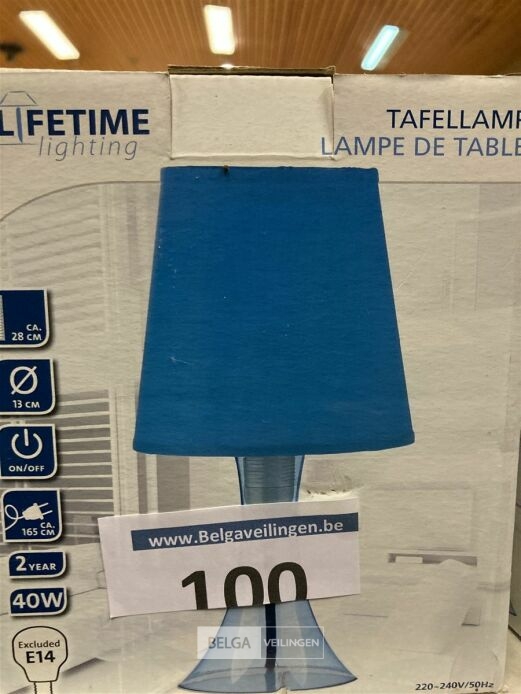 LIFETIME
lighting
TAFELLAMP
LAMPE DE TABLE
CA.
28 CM
Ø
13 CM
ON/OFF
CA.
165 CM
2 YEAR
40W
Excluded
E14
www.Belgaveilingen.be
100
BELGA VEILINGEN
220-240V/50Hz